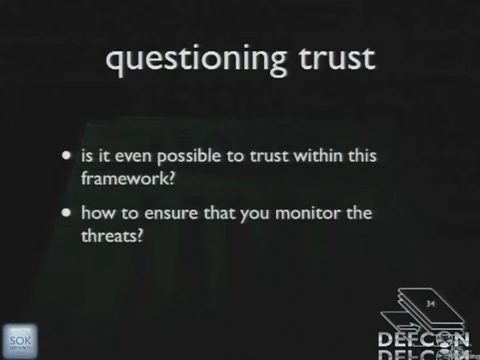 questioning trust
• is it even possible to trust within this
framework?
• how to ensure that you monitor the
threats?
34
SOK
DEFCON